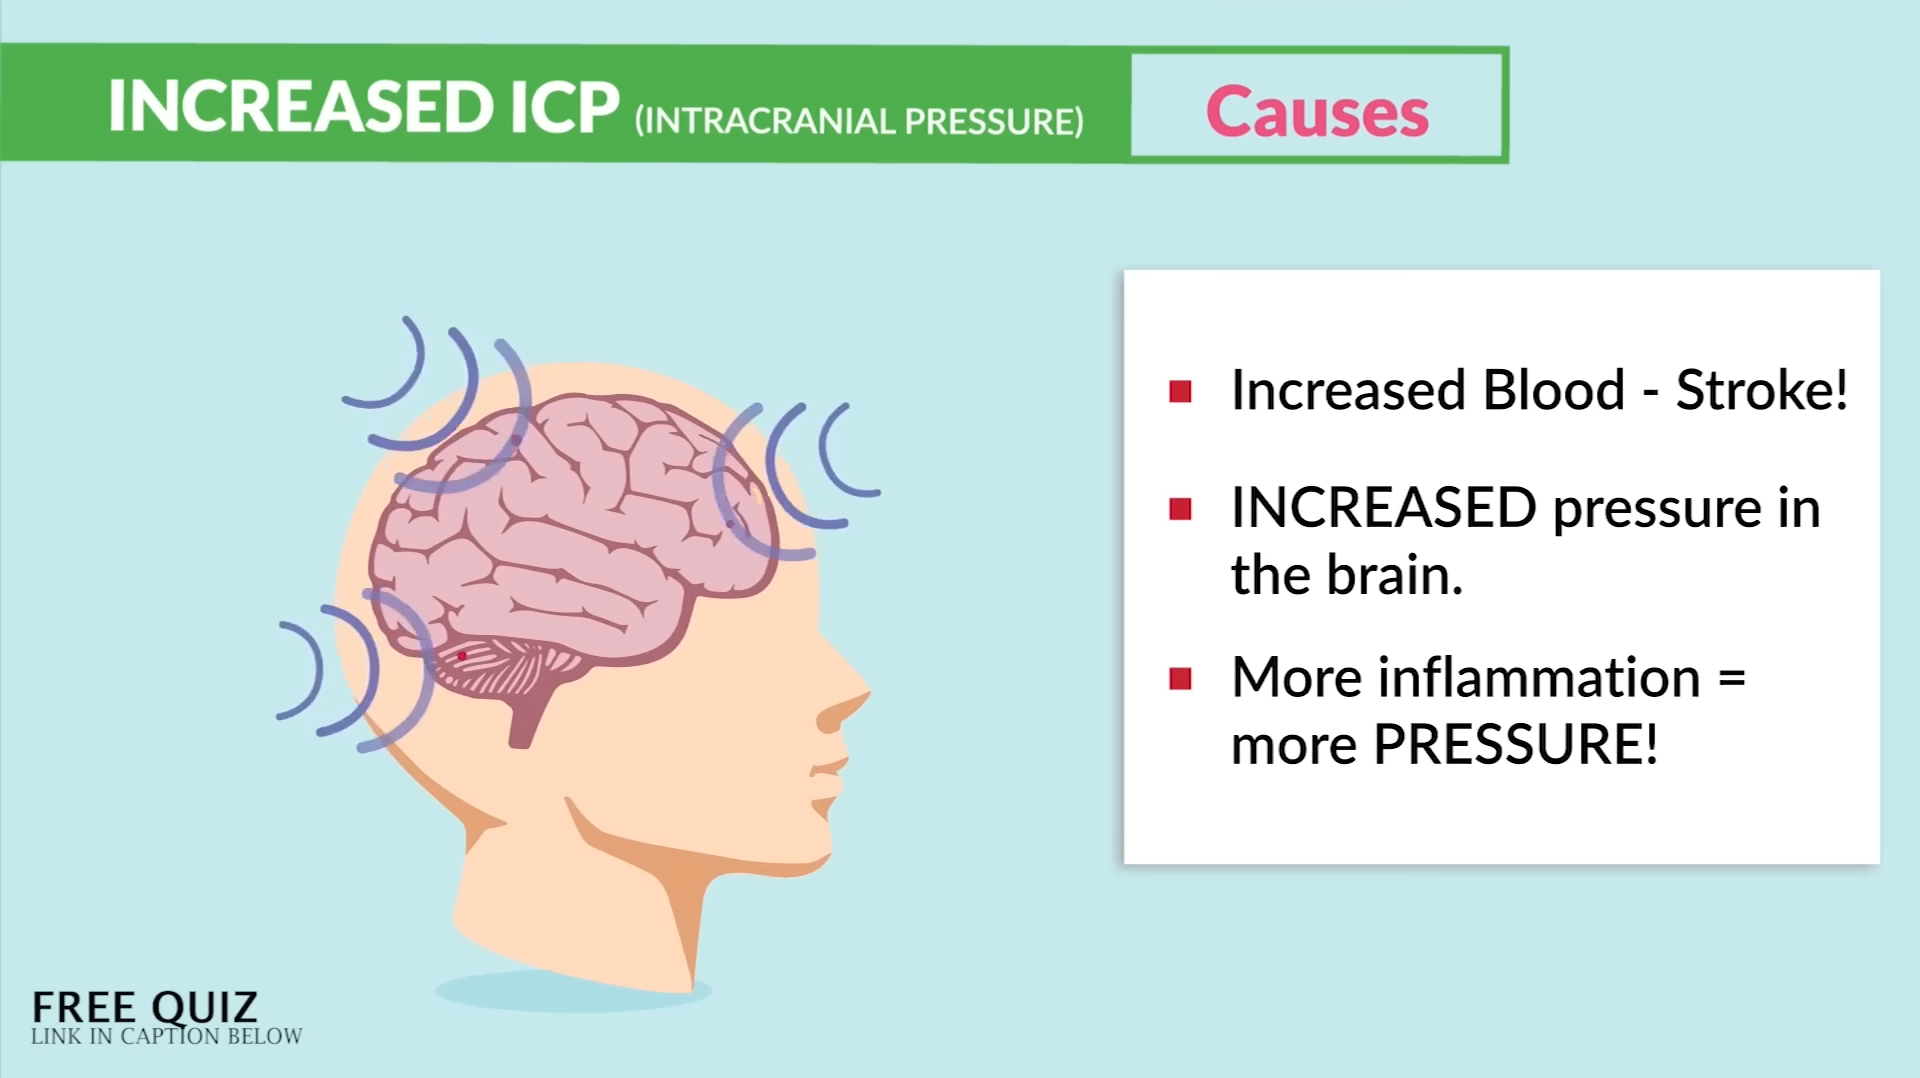 INCREASED ICP (INTRACRANIAL PRESSURE) Causes
▪ Increased Blood - Stroke!
▪ INCREASED pressure in
the brain.
▪ More inflammation =
more PRESSURE!
FREE QUIZ
LINK IN CAPTION BELOW